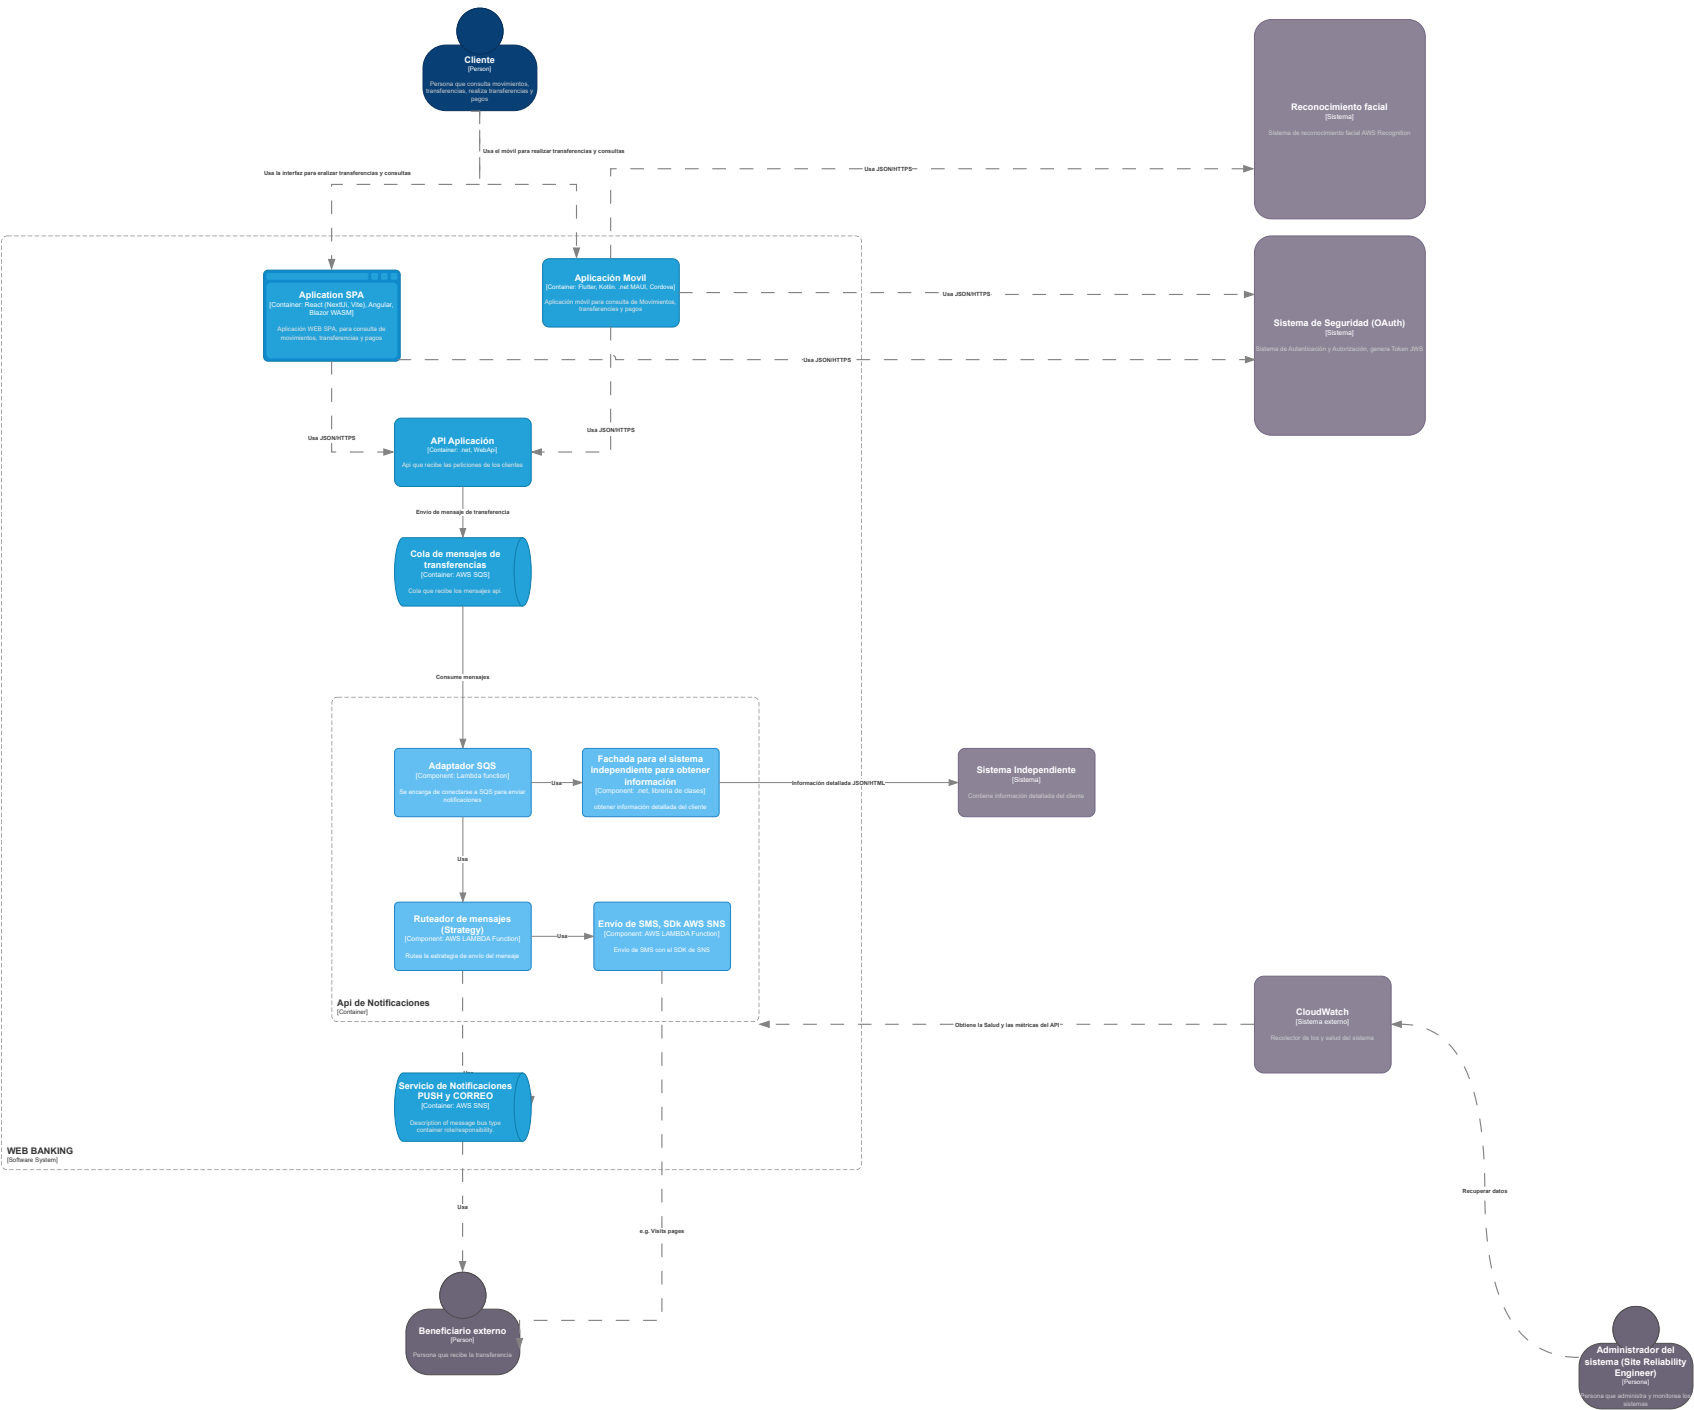 Cliente
[Person]
Persona que consulta movimientos,
transferencias, realiza transferencias y
pagos
Usa el móvil para realizar transferencias y consultas
Usa la interfaz para eralizar transferencias y consultas
Reconocimiento facial
[Sistema]
Sistema de reconocimiento facial AWS Recognition
Usa JSON/HTTPS
Aplication SPA
[Container: React (NextUi, Vite), Angular,
Blazor WASM]
Aplicación WEB SPA, para consulta de
movimientos, transferencias y pagos
Aplicación Movil
[Container: Flutter, Kotlin. .net MAUI, Cordova]
Aplicación móvil para consulta de Movimientos,
transferencias y pagos
Usa JSON/HTTPS
Usa JSON/HTTPS
Sistema de Seguridad (OAuth)
[Sistema]
Sistema de Autenticación y Autorización, genera Token JWS
Usa JSON/HTTPS
Usa JSON/HTTPS
API Aplicación
[Container: .net, WebApi]
Api que recibe las peticiones de los clientes
Envío de mensaje de transferencia
Cola de mensajes de
transferencias
[Container: AWS SQS]
Cola que recibe los mensajes api.
Consume mensajes
Adaptador SQS
[Component: Lambda function]
Se encarga de conectarse a SQS para enviar
notificaciones
Usa
Fachada para el sistema
independiente para obtener
información
[Component: .net, librería de clases]
obtener información detallada del cliente
Información detallada JSON/HTML
Sistema Independiente
[Sistema]
Contiene información detallada del cliente
Usa
Ruteador de mensajes
(Strategy)
[Component: AWS LAMBDA Function]
Rutea la estrategia de envío del mensaje
Usa
Envío de SMS, SDk AWS SNS
[Component: AWS LAMBDA Function]
Envío de SMS con el SDK de SNS
Api de Notificaciones
[Container]
Obtiene la Salud y las métricas del API
CloudWatch
[Sistema externo]
Recolector de los y salud del sistema
Usa
Servicio de Notificaciones
PUSH y CORREO
[Container: AWS SNS]
Description of message bus type
container role/responsibility.
WEB BANKING
[Software System]
Usa
e.g. Visits pages
Recuperar datos
Beneficiario externo
[Person]
Persona que recibe la transferencia
Administrador del
sistema (Site Reliability
Engineer)
[Persona]
Persona que administra y monitorea los
sistemas